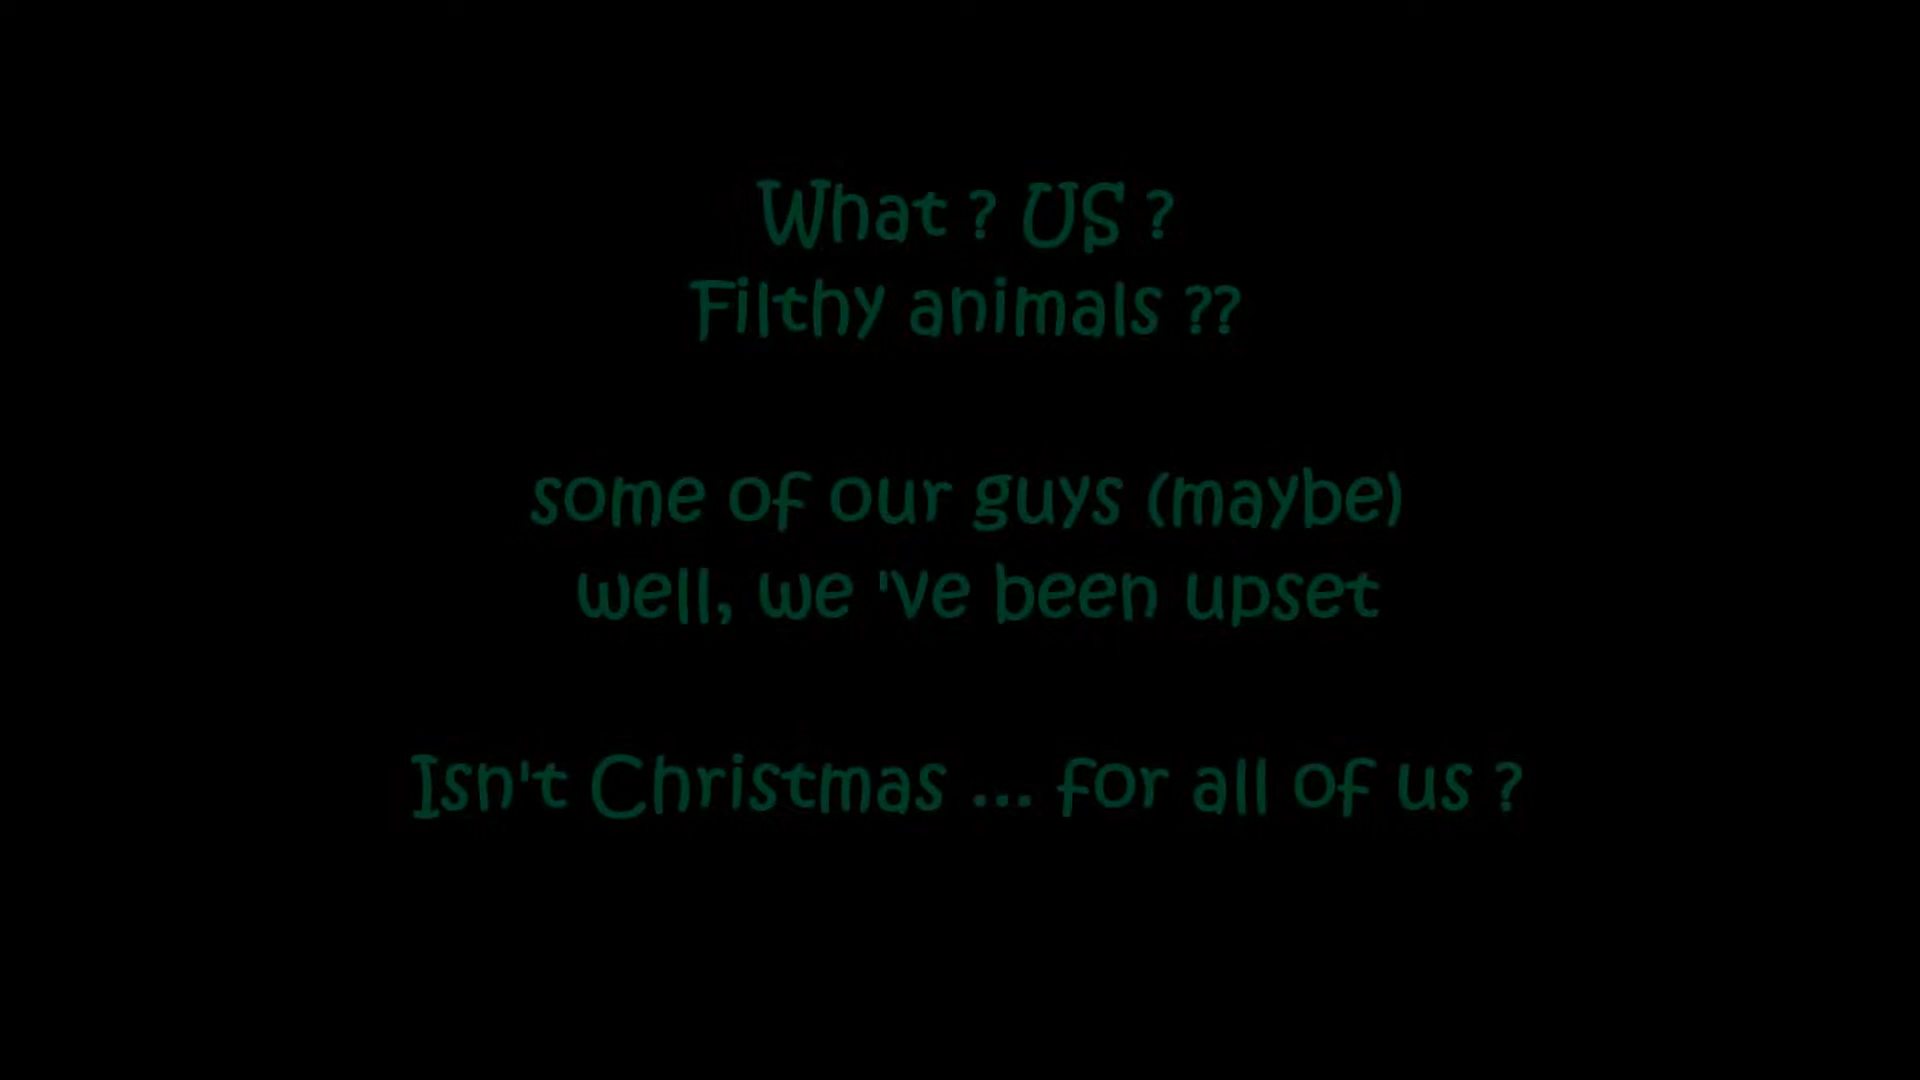 What ? US ?
Filthy animals ??
some of our guys (maybe)
well, we 've been upset
Isn't Christmas ... for all of us ?